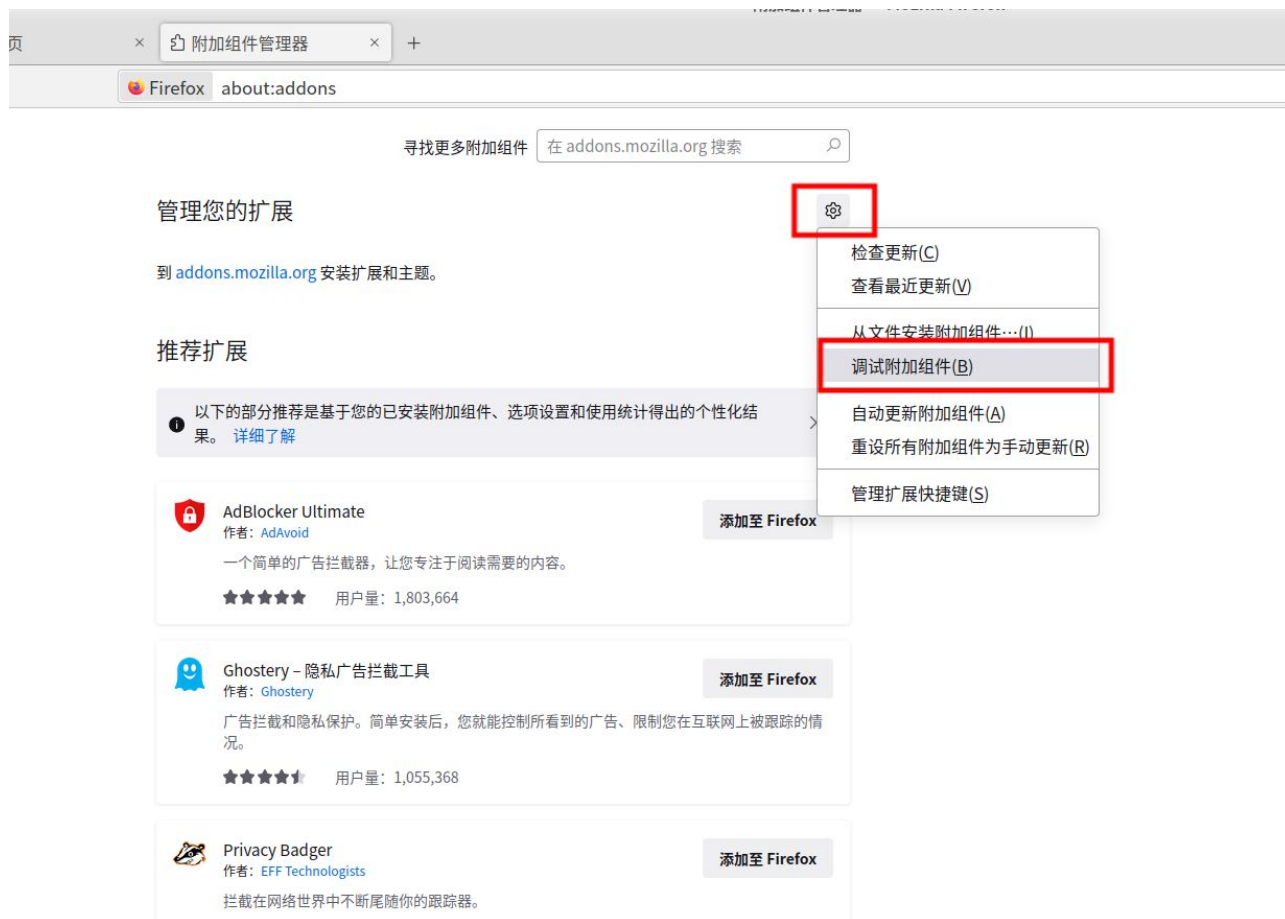 页
附加组件管理器
Firefox about:addons
寻找更多附加组件 在 addons.mozilla.org 搜索
管理您的扩展
到 addons.mozilla.org 安装扩展和主题。
检查更新(C)
查看最近更新(V)
从文件安装附加组件…(I)
调试附加组件(B)
自动更新附加组件(A)
重设所有附加组件为手动更新(R)
管理扩展快捷键(S)
推荐扩展
以下的部分推荐是基于您的已安装附加组件、选项设置和使用统计得出的个性化结
果。 详细了解
AdBlocker Ultimate
作者：AdAvoid
添加至 Firefox
一个简单的广告拦截器，让您专注于阅读需要的内容。
用户量：1,803,664
Ghostery – 隐私广告拦截工具
作者：Ghostery
添加至 Firefox
广告拦截和隐私保护。简单安装后，您就能控制所看到的广告、限制您在互联网上被跟踪的情
况。
用户量：1,055,368
Privacy Badger
作者：EFF Technologists
添加至 Firefox
拦截在网络世界中不断尾随你的跟踪器。